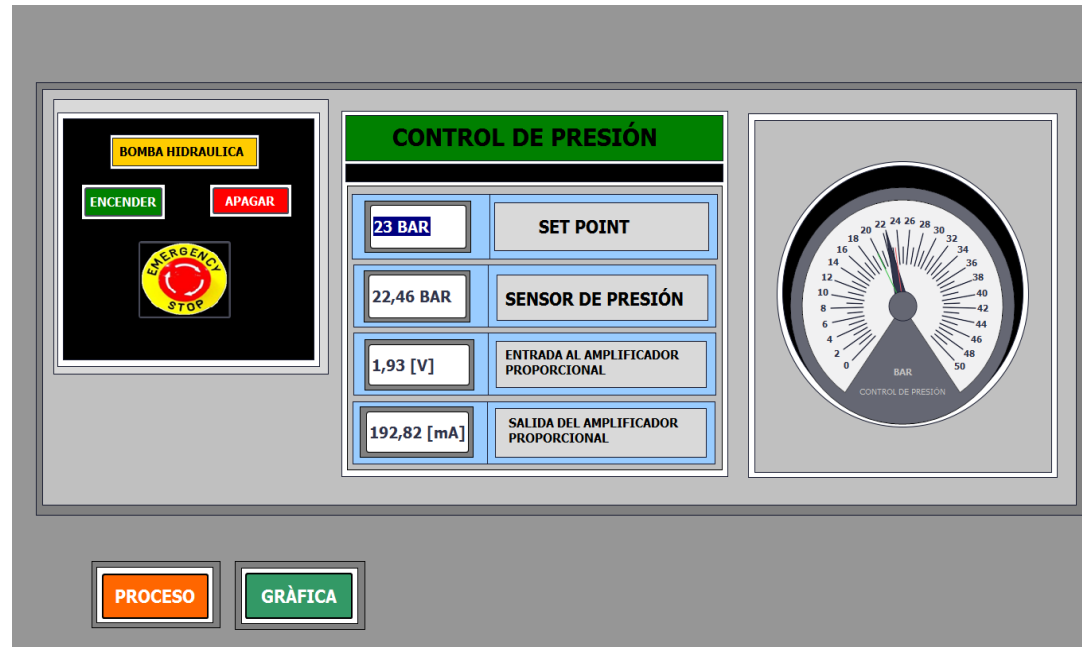 BOMBA HIDRAULICA
ENCENDER
APAGAR
EMERGENCY
STOP
CONTROL DE PRESIÓN
23 BAR
SET POINT
22,46 BAR
SENSOR DE PRESIÓN
1,93 [V]
ENTRADA AL AMPLIFICADOR
PROPORCIONAL
192,82 [mA]
SALIDA DEL AMPLIFICADOR
PROPORCIONAL
0
2
4
6
8
10
12
14
16
18
20
22
24
26
28
30
32
34
36
38
40
42
44
46
48
50
BAR
CONTROL DE PRESIÓN
PROCESO
GRÀFICA